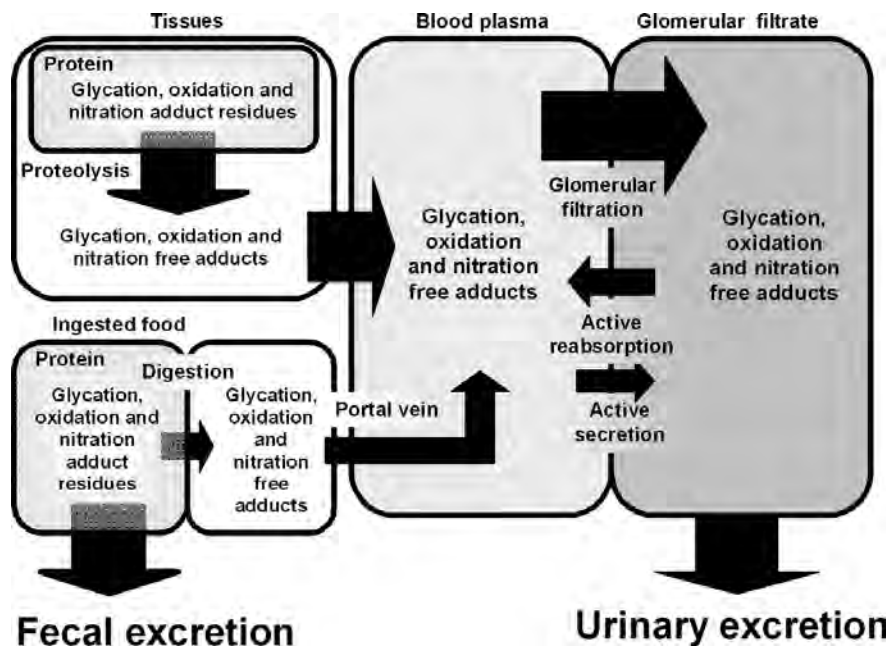 Tissues
Protein
Glycation, oxidation and
nitration adduct residues
Proteolysis
Glycation, oxidation and
nitration free adducts
Ingested food
Protein
Glycation,
oxidation and
nitration
adduct
residues
Digestion
Glycation,
oxidation
and
nitration
free
adducts
Portal vein
Blood plasma
Glycation,
oxidation
and nitration
free adducts
Glomerular filtrate
Glomerular
filtration
Active
reabsorption
Active
secretion
Glycation,
oxidation
and nitration
free adducts
Fecal excretion
Urinary excretion